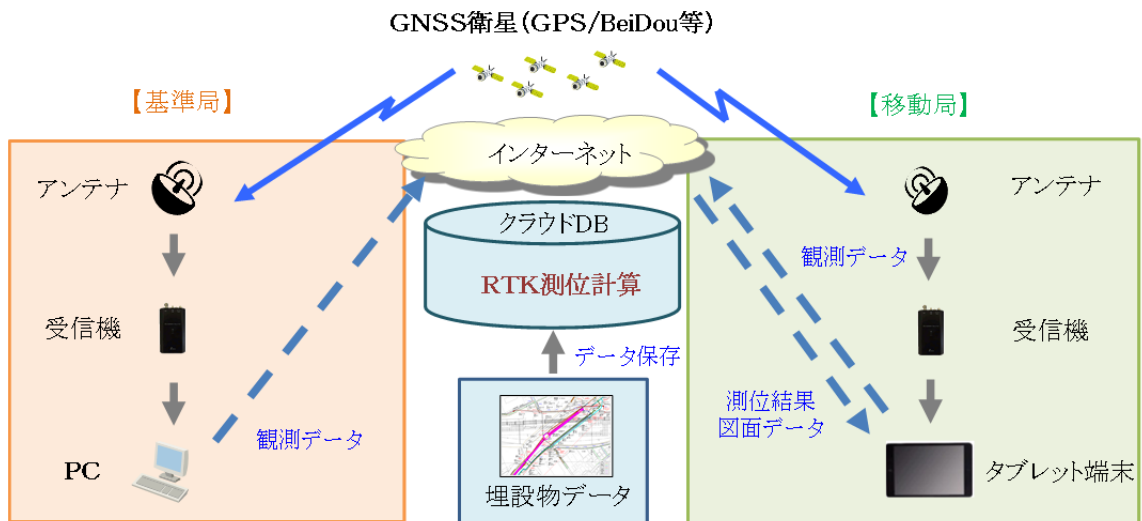 GNSS衛星(GPS/BeiDou等)
【基準局】
【移動局】
インターネット
アンテナ
アンテナ
クラウドDB
観測データ
RTK測位計算
受信機
受信機
データ保存
測位結果
図面データ
観測データ
PC
タブレット端末
埋設物データ